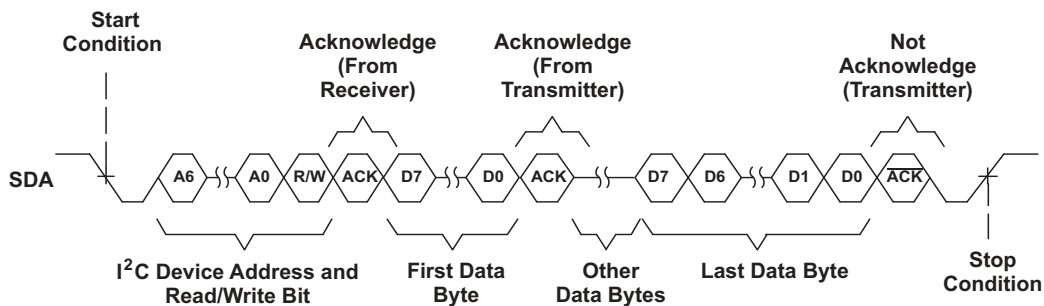 Start
Condition
Acknowledge
(From
Receiver)
Acknowledge
(From
Transmitter)
Not
Acknowledge
(Transmitter)
SDA
A6 A0 R/W ACK D7 D0 ACK D7 D6 D1 D0 A̅C̅K̅
I²C Device Address and
Read/Write Bit
First Data
Byte
Other
Data Bytes
Last Data Byte
Stop
Condition